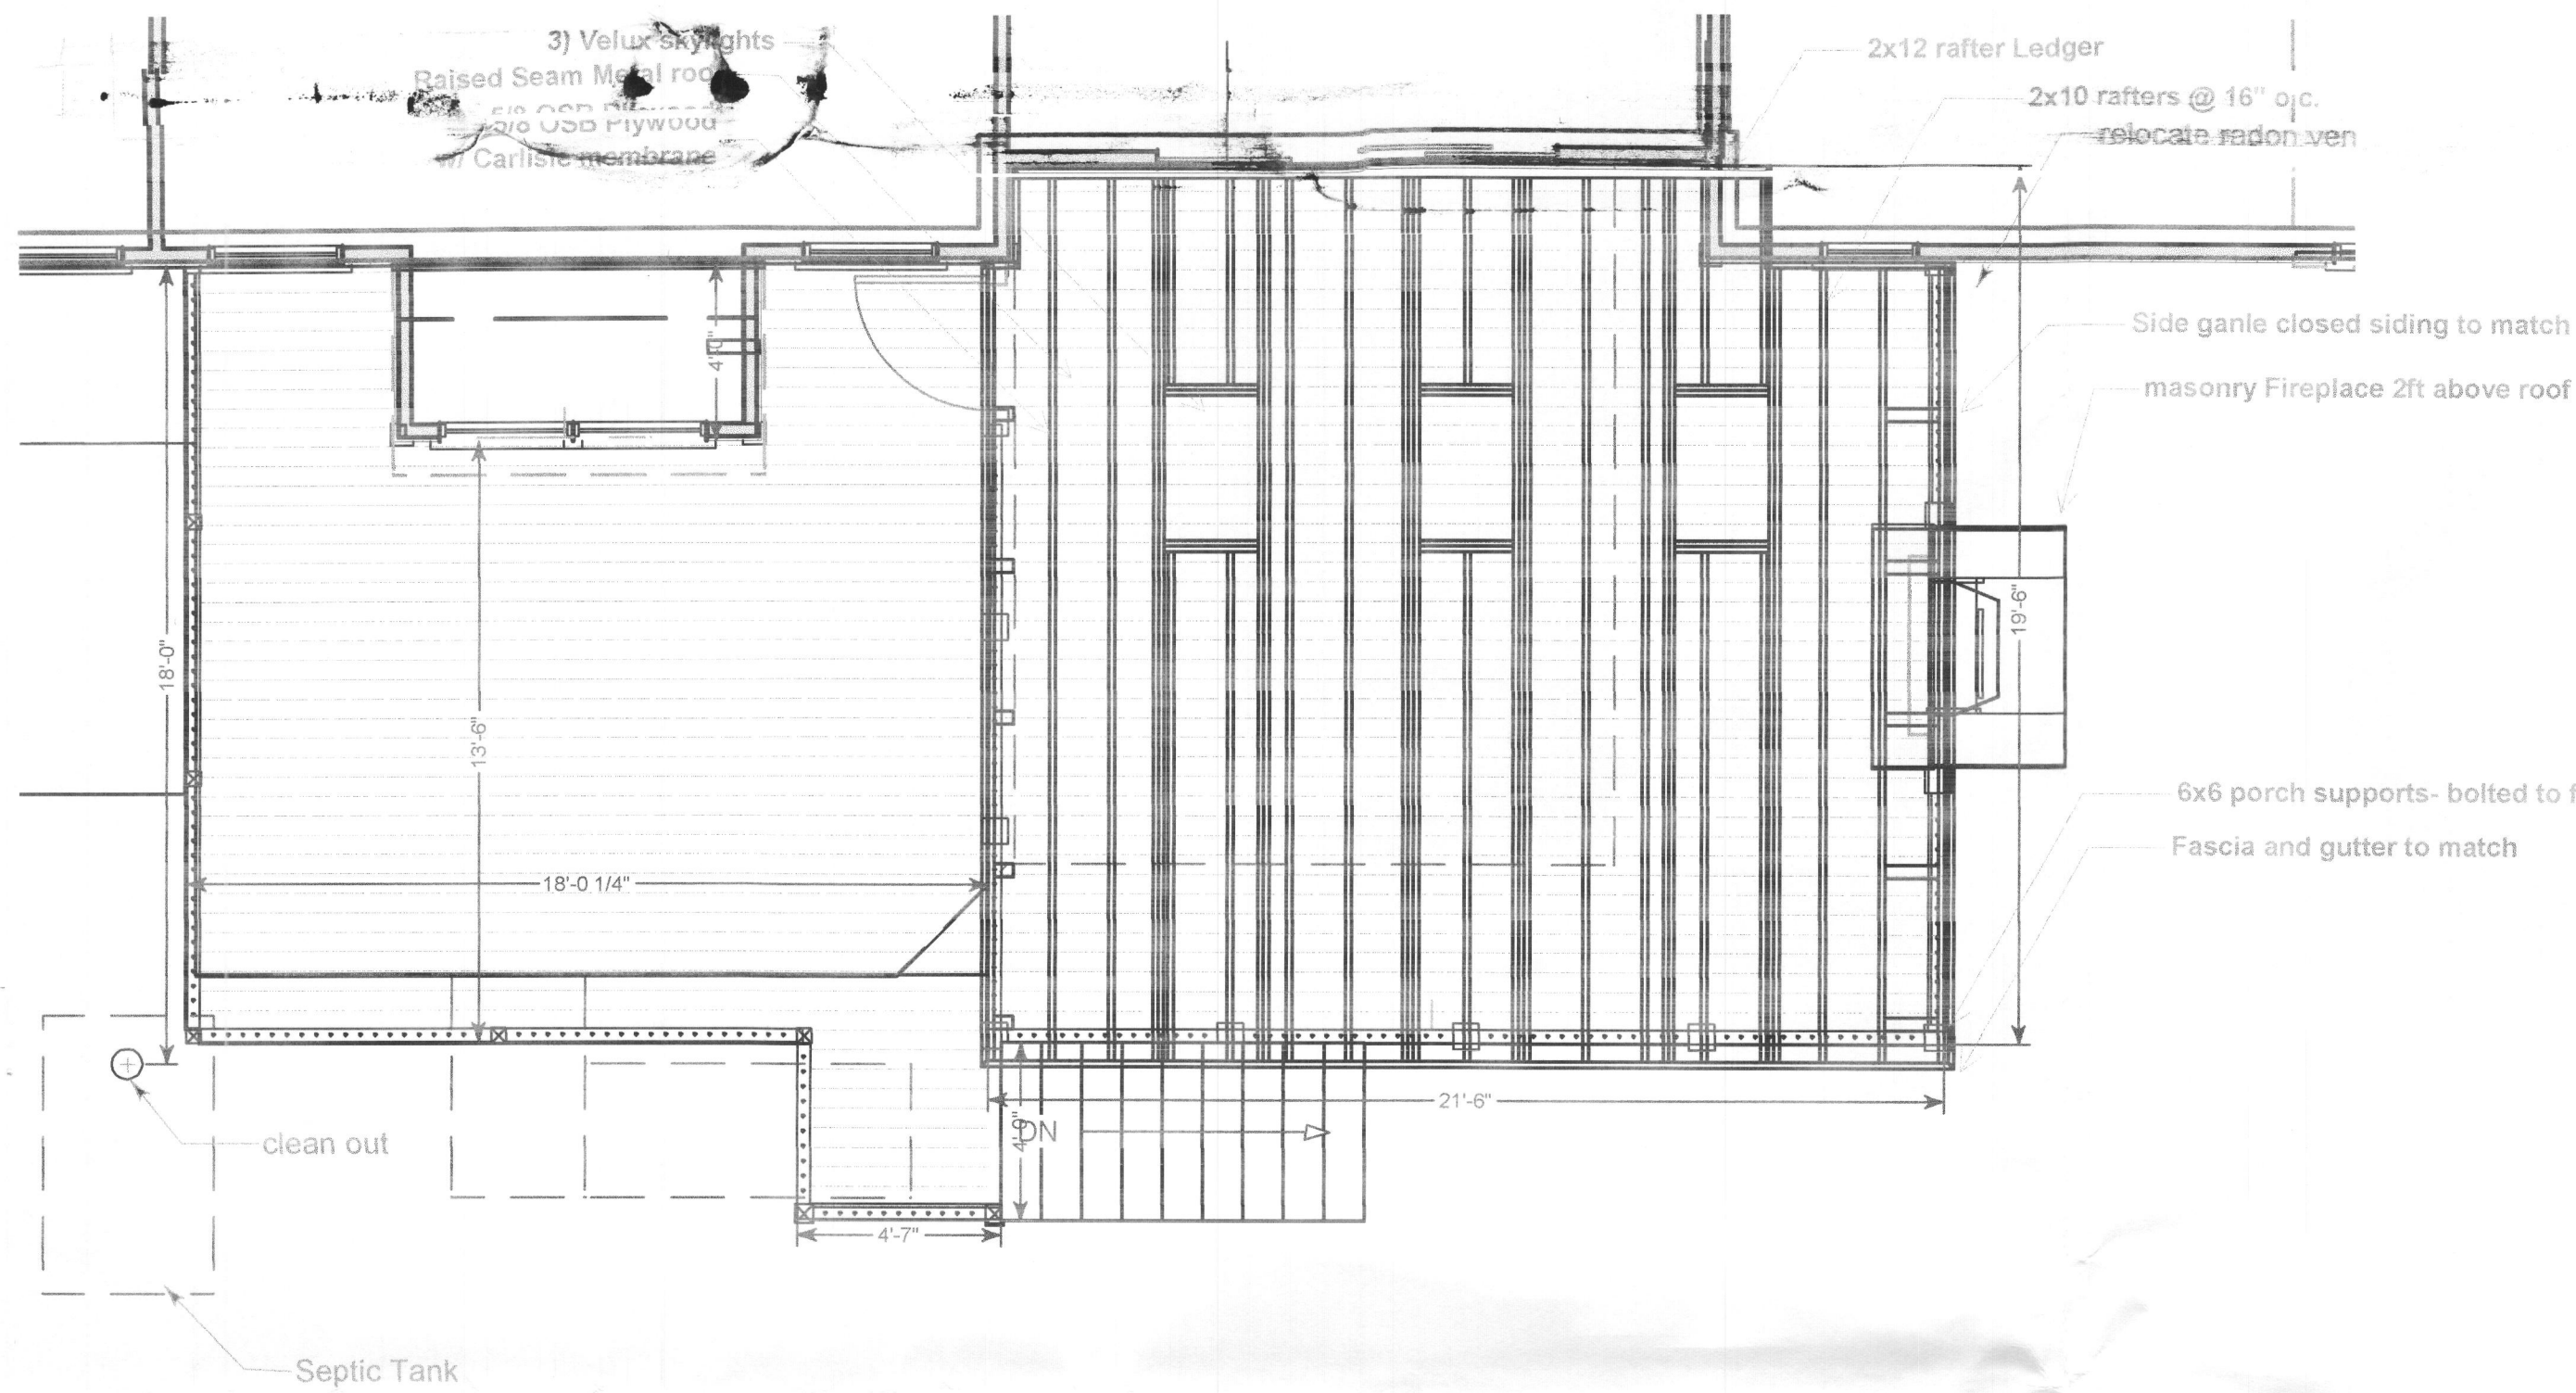 3) Velux skylights
Raised Seam Metal roof
5/8 OSB Plywood
w/ Carlisle membrane
2x12 rafter Ledger
2x10 rafters @ 16" o.c.
relocate radon ven
Side ganle closed siding to match
masonry Fireplace 2ft above roof
4'-0"
18'-0"
13'-6"
19'-6"
6x6 porch supports- bolted to f
Fascia and gutter to match
18'-0 1/4"
21'-6"
4'-0"
DN
clean out
4'-7"
Septic Tank